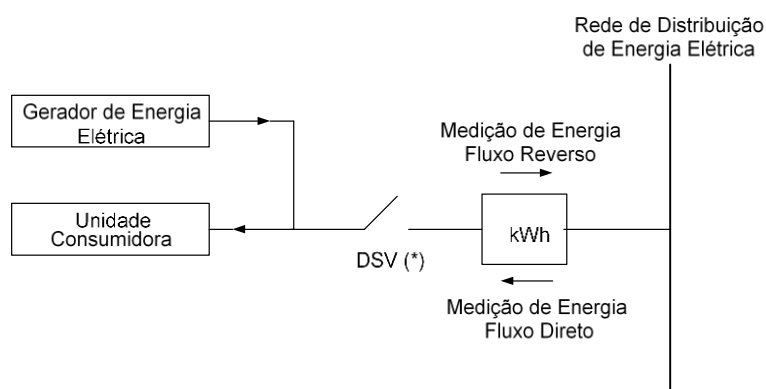 Rede de Distribuição
de Energia Elétrica
Gerador de Energia
Elétrica
Medição de Energia
Fluxo Reverso
Unidade
Consumidora
kWh
DSV (*)
Medição de Energia
Fluxo Direto